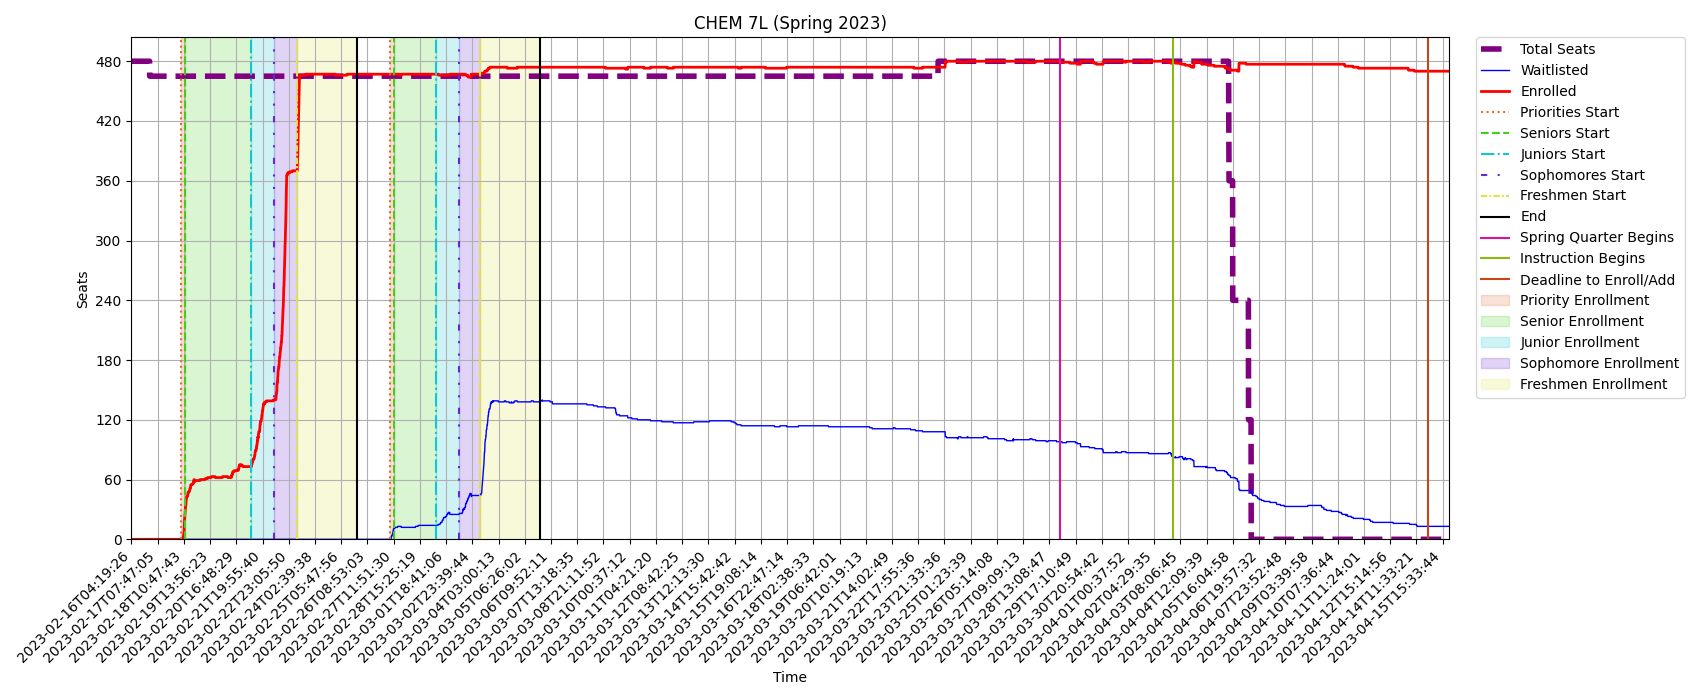 CHEM 7L (Spring 2023)
Seats
480
420
360
300
240
180
120
60
0
2023-02-16T04:19:26
2023-02-17T07:47:05
2023-02-18T10:47:43
2023-02-19T13:56:23
2023-02-20T16:48:29
2023-02-21T19:55:40
2023-02-22T23:05:50
2023-02-24T02:39:38
2023-02-25T05:47:56
2023-02-26T08:53:03
2023-02-27T11:51:30
2023-02-28T15:25:19
2023-03-01T18:41:06
2023-03-02T23:39:44
2023-03-04T03:00:13
2023-03-05T06:26:02
2023-03-06T09:52:11
2023-03-07T13:18:35
2023-03-08T21:11:52
2023-03-10T00:37:12
2023-03-11T04:21:20
2023-03-12T08:42:25
2023-03-13T12:13:30
2023-03-14T15:42:42
2023-03-15T19:08:14
2023-03-16T22:47:14
2023-03-18T02:38:33
2023-03-19T06:42:01
2023-03-20T10:19:13
2023-03-21T14:02:49
2023-03-22T17:55:36
2023-03-23T21:33:36
2023-03-25T01:23:39
2023-03-26T05:14:08
2023-03-27T09:09:13
2023-03-28T13:08:47
2023-03-29T17:10:49
2023-03-30T20:54:42
2023-04-01T00:37:52
2023-04-02T04:29:35
2023-04-03T08:06:45
2023-04-04T12:09:39
2023-04-05T16:04:58
2023-04-06T19:57:32
2023-04-07T23:52:48
2023-04-09T03:39:58
2023-04-10T07:36:44
2023-04-11T11:24:01
2023-04-12T15:14:56
2023-04-14T11:33:21
2023-04-15T15:33:44
Time
Total Seats
Waitlisted
Enrolled
Priorities Start
Seniors Start
Juniors Start
Sophomores Start
Freshmen Start
End
Spring Quarter Begins
Instruction Begins
Deadline to Enroll/Add
Priority Enrollment
Senior Enrollment
Junior Enrollment
Sophomore Enrollment
Freshmen Enrollment